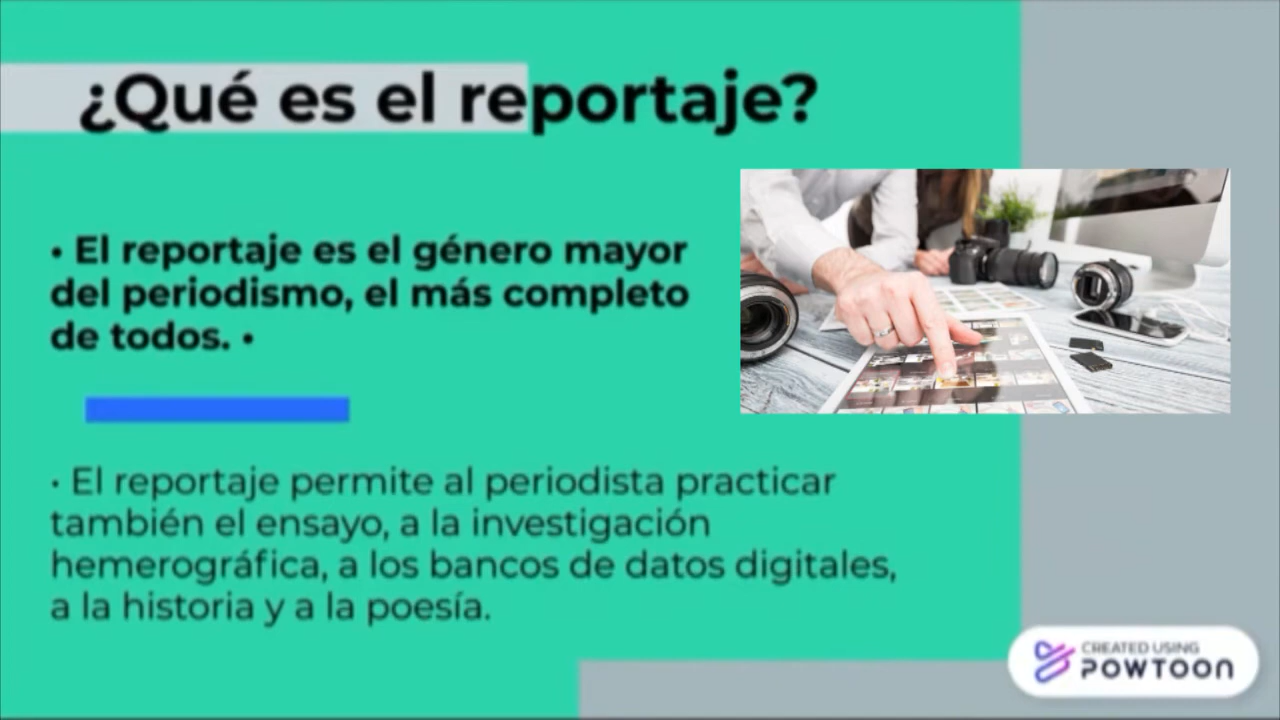 ¿Qué es el reportaje?
• El reportaje es el género mayor
del periodismo, el más completo
de todos. •
• El reportaje permite al periodista practicar
también el ensayo, a la investigación
hemerográfica, a los bancos de datos digitales,
a la historia y a la poesía.
CREATED USING
POWTOON